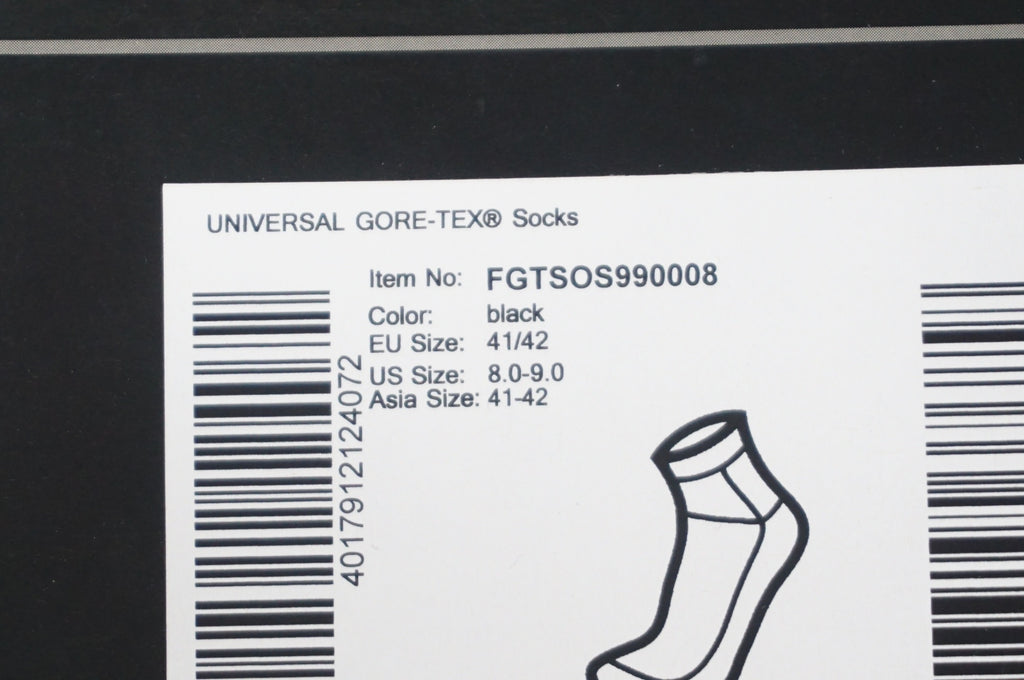 UNIVERSAL GORE-TEX® Socks
Item No: FGTSOS990008
Color: black
EU Size: 41/42
US Size: 8.0-9.0
Asia Size: 41-42
4017912124072